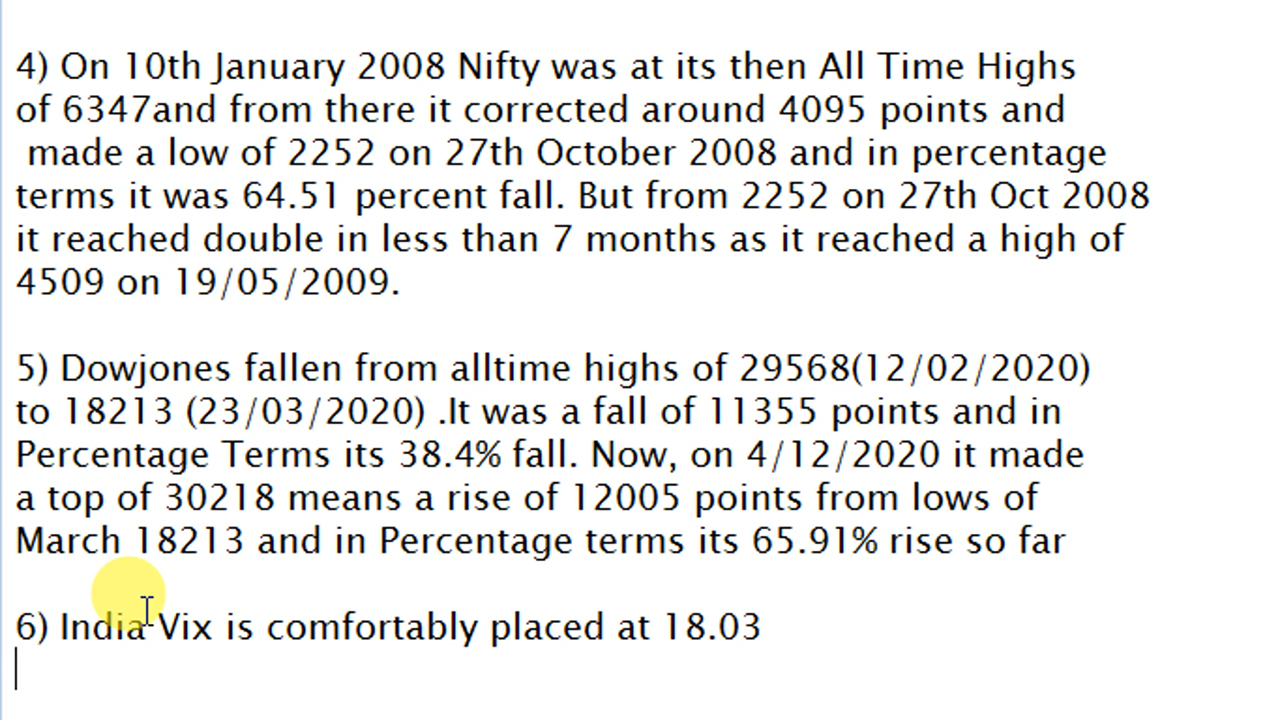 4) On 10th January 2008 Nifty was at its then All Time Highs
of 6347and from there it corrected around 4095 points and
made a low of 2252 on 27th October 2008 and in percentage
terms it was 64.51 percent fall. But from 2252 on 27th Oct 2008
it reached double in less than 7 months as it reached a high of
4509 on 19/05/2009.
5) Dowjones fallen from alltime highs of 29568(12/02/2020)
to 18213 (23/03/2020) .It was a fall of 11355 points and in
Percentage Terms its 38.4% fall. Now, on 4/12/2020 it made
a top of 30218 means a rise of 12005 points from lows of
March 18213 and in Percentage terms its 65.91% rise so far
6) India Vix is comfortably placed at 18.03